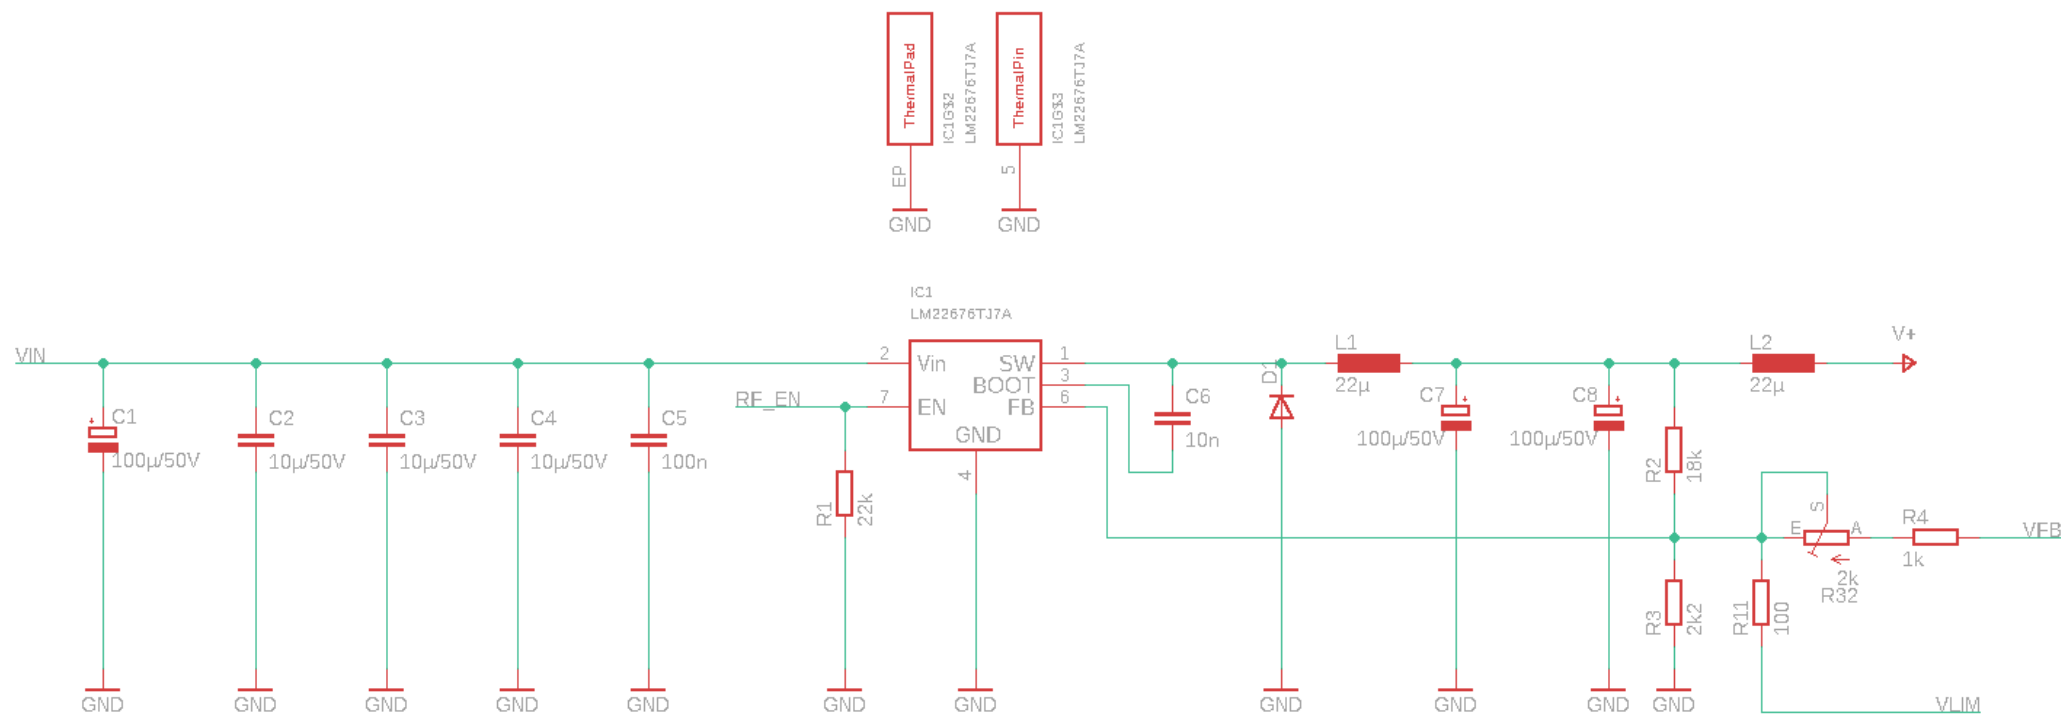 ThermalPad
IC1G$2
LM22676TJ7A
EP
GND
ThermalPin
IC1G$3
LM22676TJ7A
5
GND
IC1
LM22676TJ7A
VIN
2
Vin
SW
1
BOOT
3
RF_EN
7
EN
FB
6
GND
4
GND
C1
100µ/50V
GND
C2
10µ/50V
GND
C3
10µ/50V
GND
C4
10µ/50V
GND
C5
100n
GND
R1
22k
GND
C6
10n
D1
GND
L1
22µ
C7
100µ/50V
GND
C8
100µ/50V
GND
R2
18k
L2
22µ
V+
R3
2k2
GND
R11
100
VLIM
E
S
A
2k
R32
R4
1k
VFB